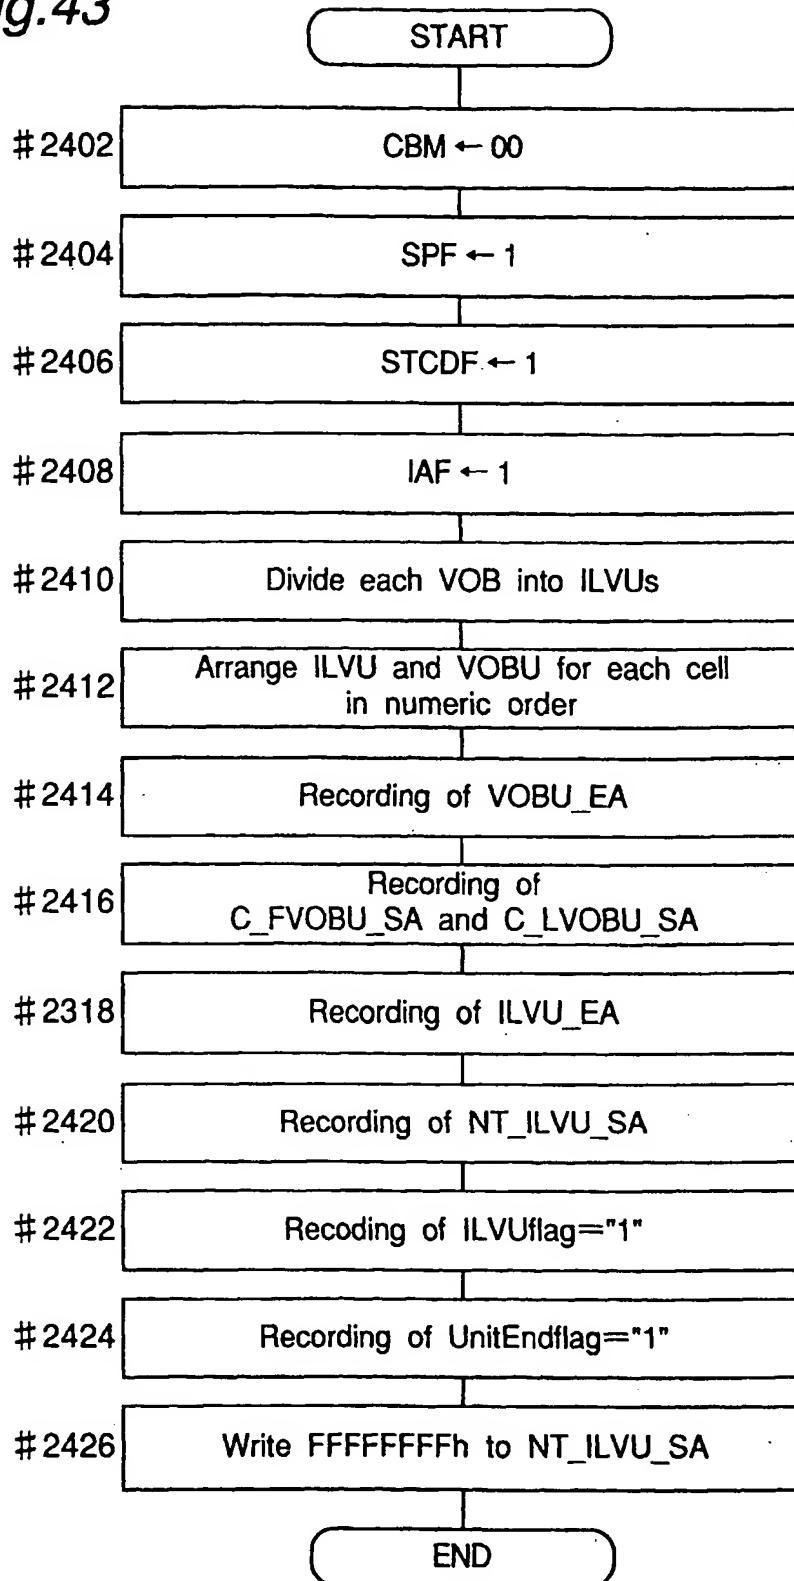 ig.43
START
#2402 CBM ← 00
#2404 SPF ← 1
#2406 STCDF ← 1
#2408 IAF ← 1
#2410 Divide each VOB into ILVUs
#2412 Arrange ILVU and VOBU for each cell
in numeric order
#2414 Recording of VOBU_EA
#2416 Recording of
C_FVOBU_SA and C_LVOBU_SA
#2318 Recording of ILVU_EA
#2420 Recording of NT_ILVU_SA
#2422 Recoding of ILVUflag="1"
#2424 Recording of UnitEndflag="1"
#2426 Write FFFFFFFFh to NT_ILVU_SA
END